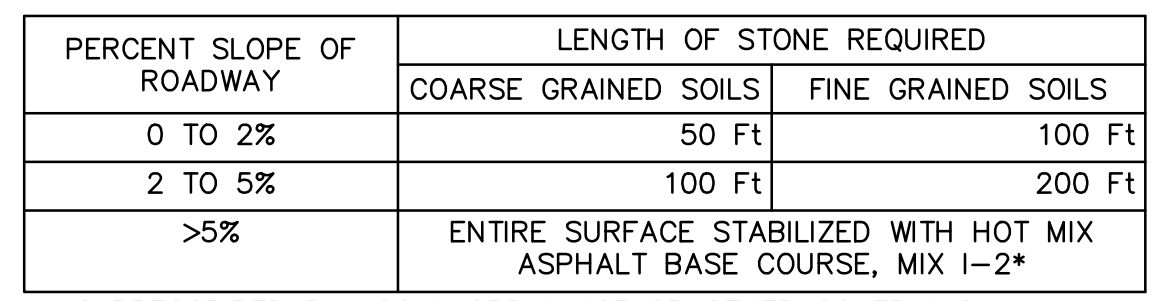 PERCENT SLOPE OF
ROADWAY
LENGTH OF STONE REQUIRED
COARSE GRAINED SOILS
FINE GRAINED SOILS
0 TO 2%
50 Ft
100 Ft
2 TO 5%
100 Ft
200 Ft
>5%
ENTIRE SURFACE STABILIZED WITH HOT MIX
ASPHALT BASE COURSE, MIX I-2*